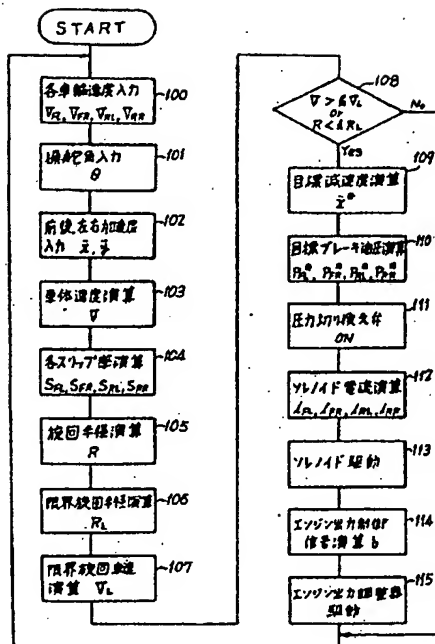 START
各車輪速度入力
V_FL, V_FR, V_RL, V_RR
100
操舵角入力
θ
101
前後,左右加速度
入力 ẍ, ÿ
102
車体速度演算
V
103
各スリップ率演算
S_FL, S_FR, S_RL, S_RR
104
旋回半径演算
R
105
限界旋回半径演算
R_L
106
限界旋回車速
演算 V_L
107
V > k V_L
or
R < k R_L
108
No
Yes
目標減速度演算
ẍ*
109
目標ブレーキ液圧演算
P_FL*, P_FR*, P_RL*, P_RR*
110
圧力切り換え弁
ON
111
ソレノイド電流演算
i_FL, i_FR, i_RL, i_RR
112
ソレノイド駆動
113
エンジン出力制御
信号演算 b
114
エンジン出力調整器
駆動
115